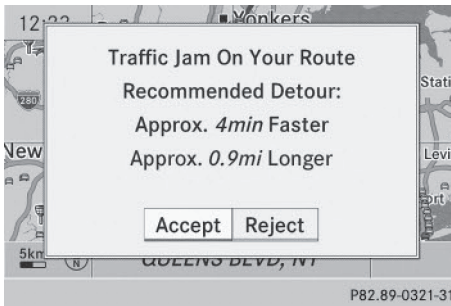 Yonkers
Traffic Jam On Your Route
Recommended Detour:
Approx. 4min Faster
Approx. 0.9mi Longer
Accept Reject
280
New
5km
N
QUEENS BLVD, NY
P82.89-0321-31